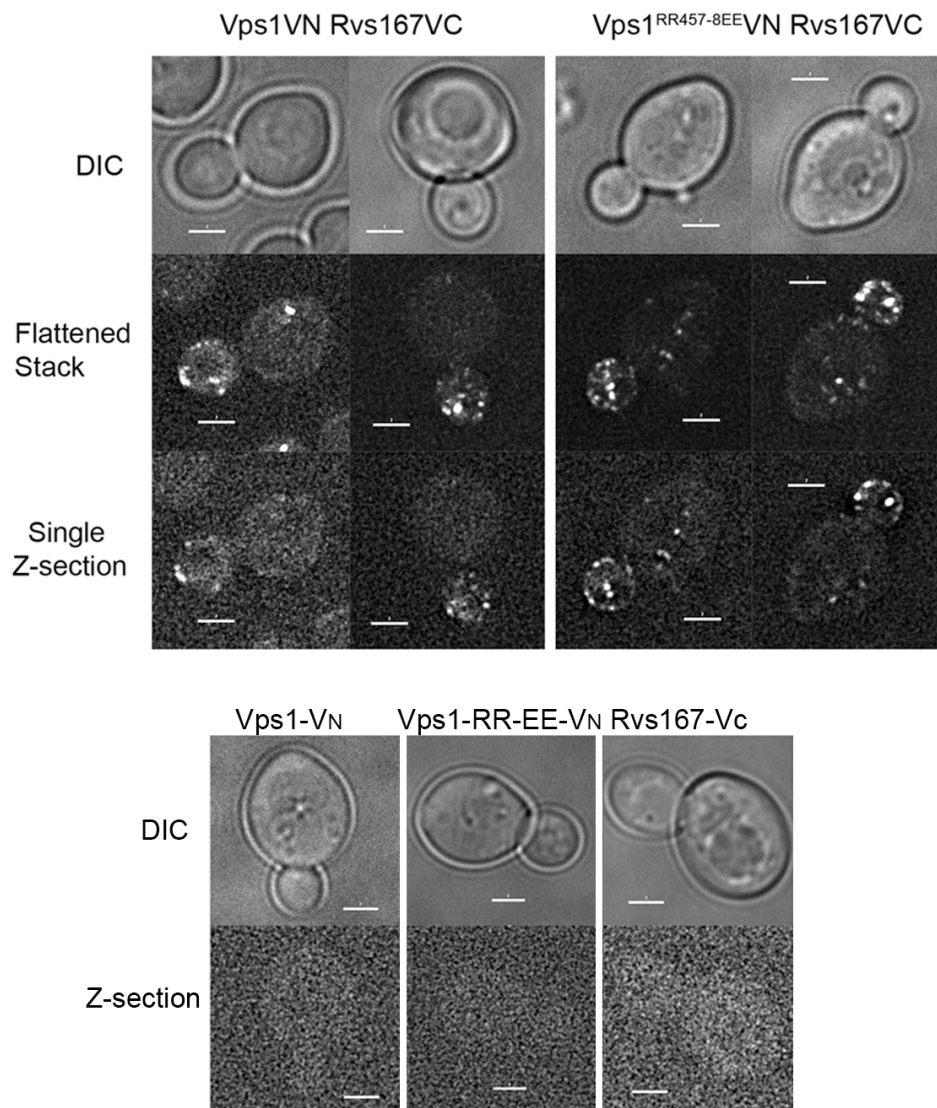 Vps1VN Rvs167VC Vps1RR457-8EEVN Rvs167VC
DIC
Flattened
Stack
Single
Z-section
Vps1-VN Vps1-RR-EE-VN Rvs167-Vc
DIC
Z-section